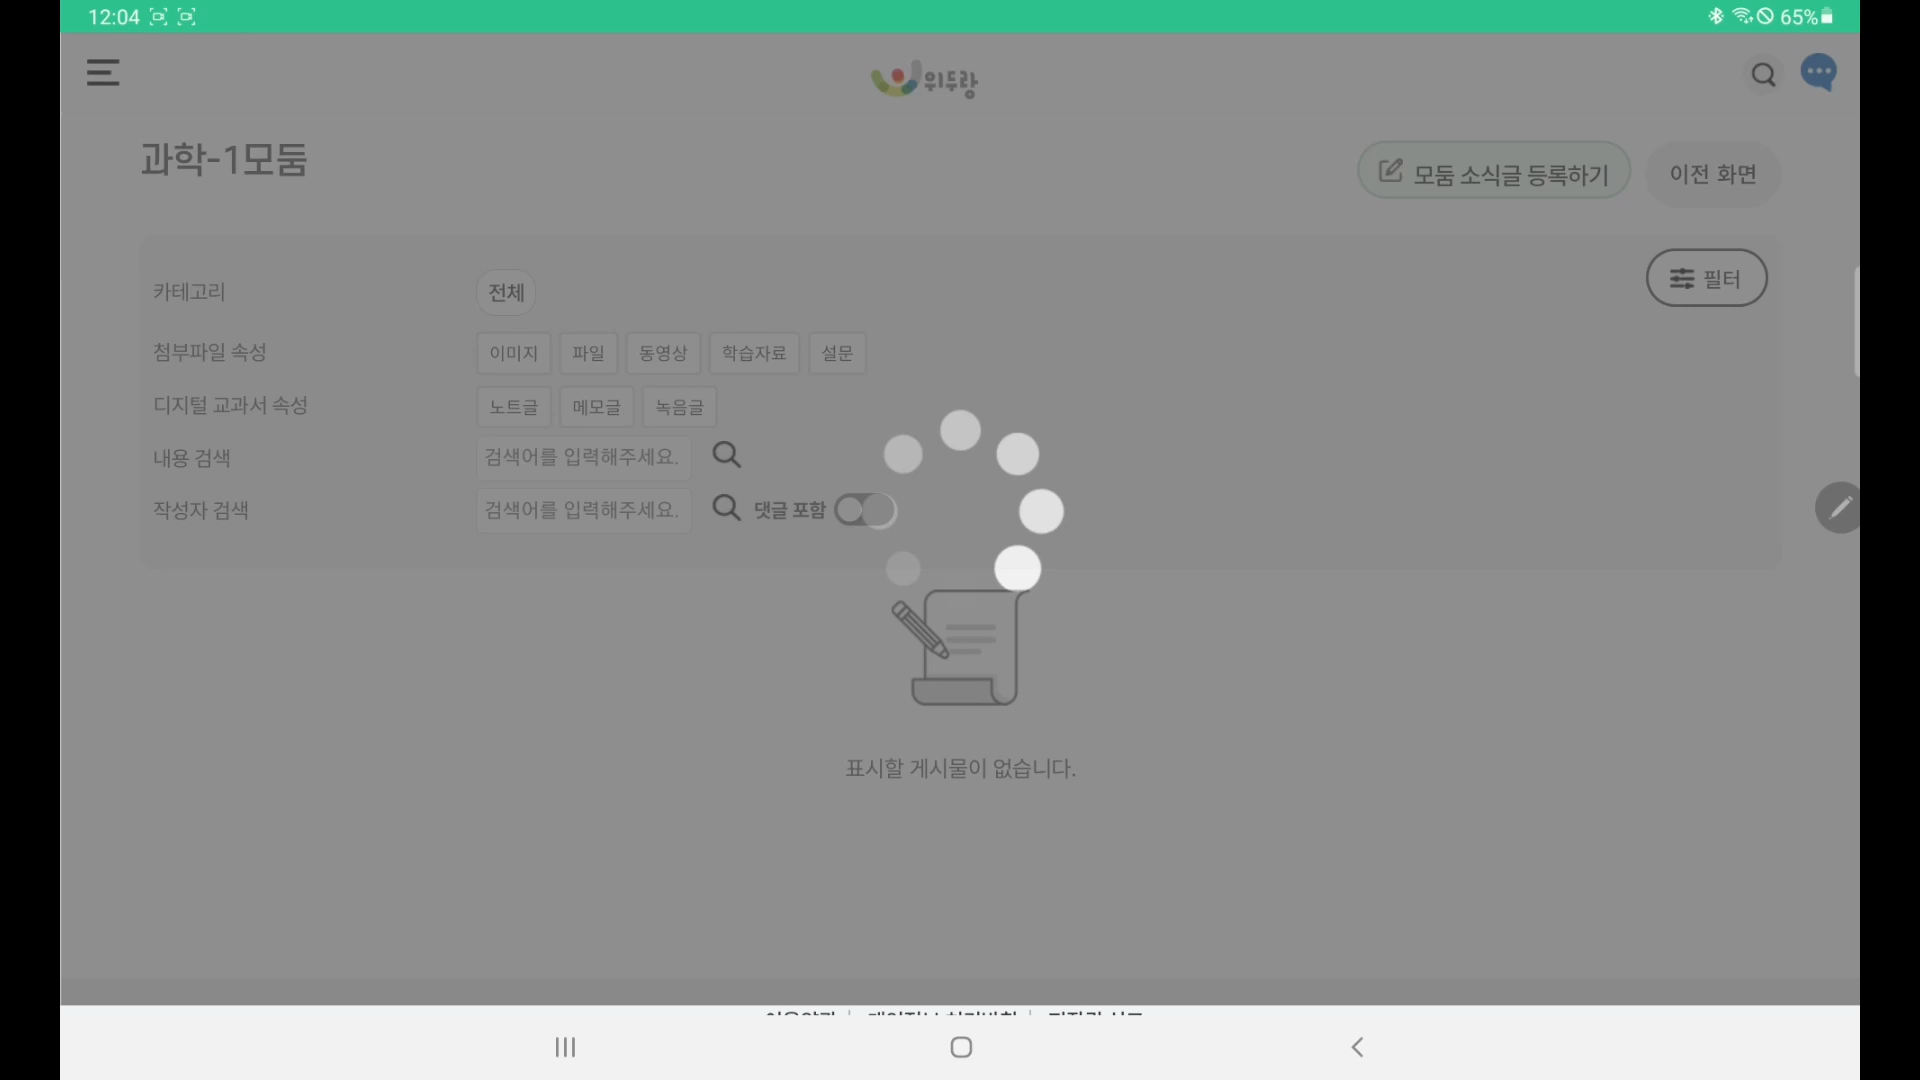 12:04
65%
위두랑
과학-1모둠
모둠 소식글 등록하기
이전 화면
카테고리 전체
필터
첨부파일 속성 이미지 파일 동영상 학습자료 설문
디지털 교과서 속성 노트글 메모글 녹음글
내용 검색 검색어를 입력해주세요.
작성자 검색 검색어를 입력해주세요. 댓글 포함
표시할 게시물이 없습니다.